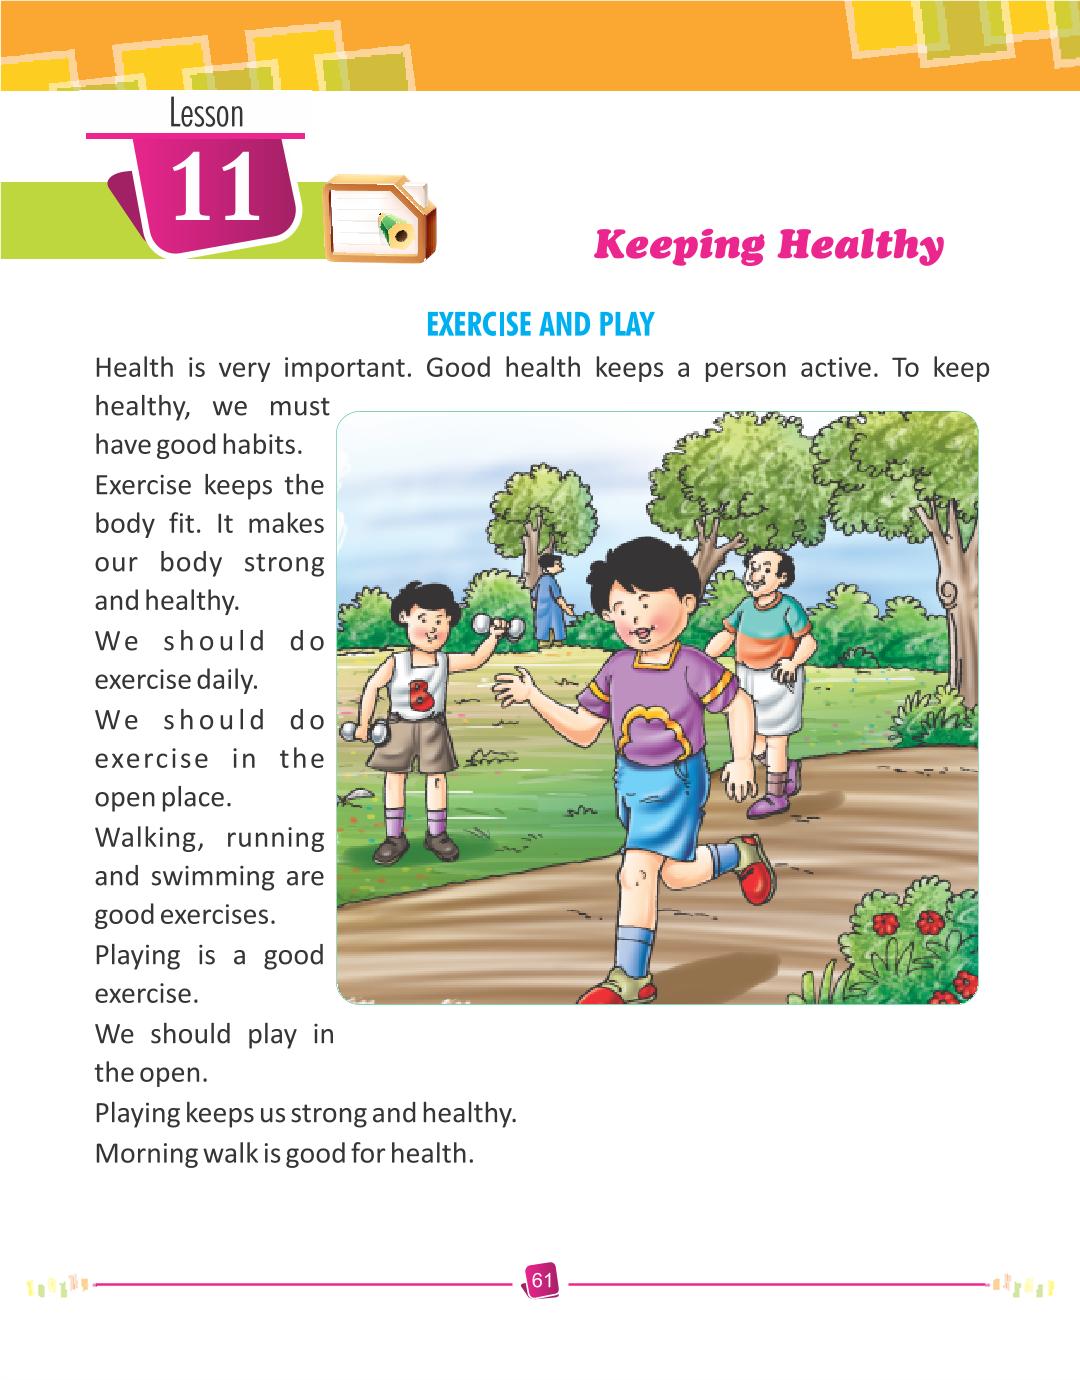 Lesson
11
Keeping Healthy
EXERCISE AND PLAY
Health is very important. Good health keeps a person active. To keep
healthy, we must
have good habits.
Exercise keeps the
body fit. It makes
our body strong
and healthy.
We should do
exercise daily.
We should do
exercise in the
open place.
Walking, running
and swimming are
good exercises.
Playing is a good
exercise.
We should play in
the open.
Playing keeps us strong and healthy.
Morning walk is good for health.
B
61